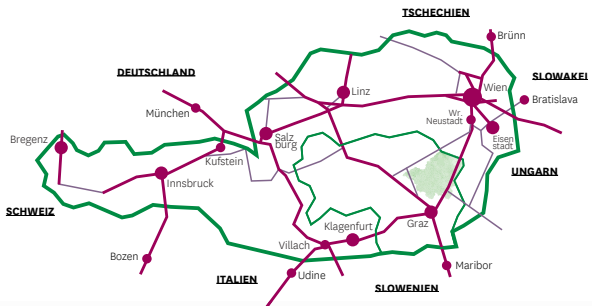 TSCHECHIEN
Brünn
DEUTSCHLAND
SLOWAKEI
Wien
Linz
Bratislava
München
Wr.
Neustadt
Bregenz
Salz
burg
Eisen
stadt
Kufstein
UNGARN
Innsbruck
SCHWEIZ
Klagenfurt
Graz
Villach
Bozen
Maribor
ITALIEN
Udine
SLOWENIEN